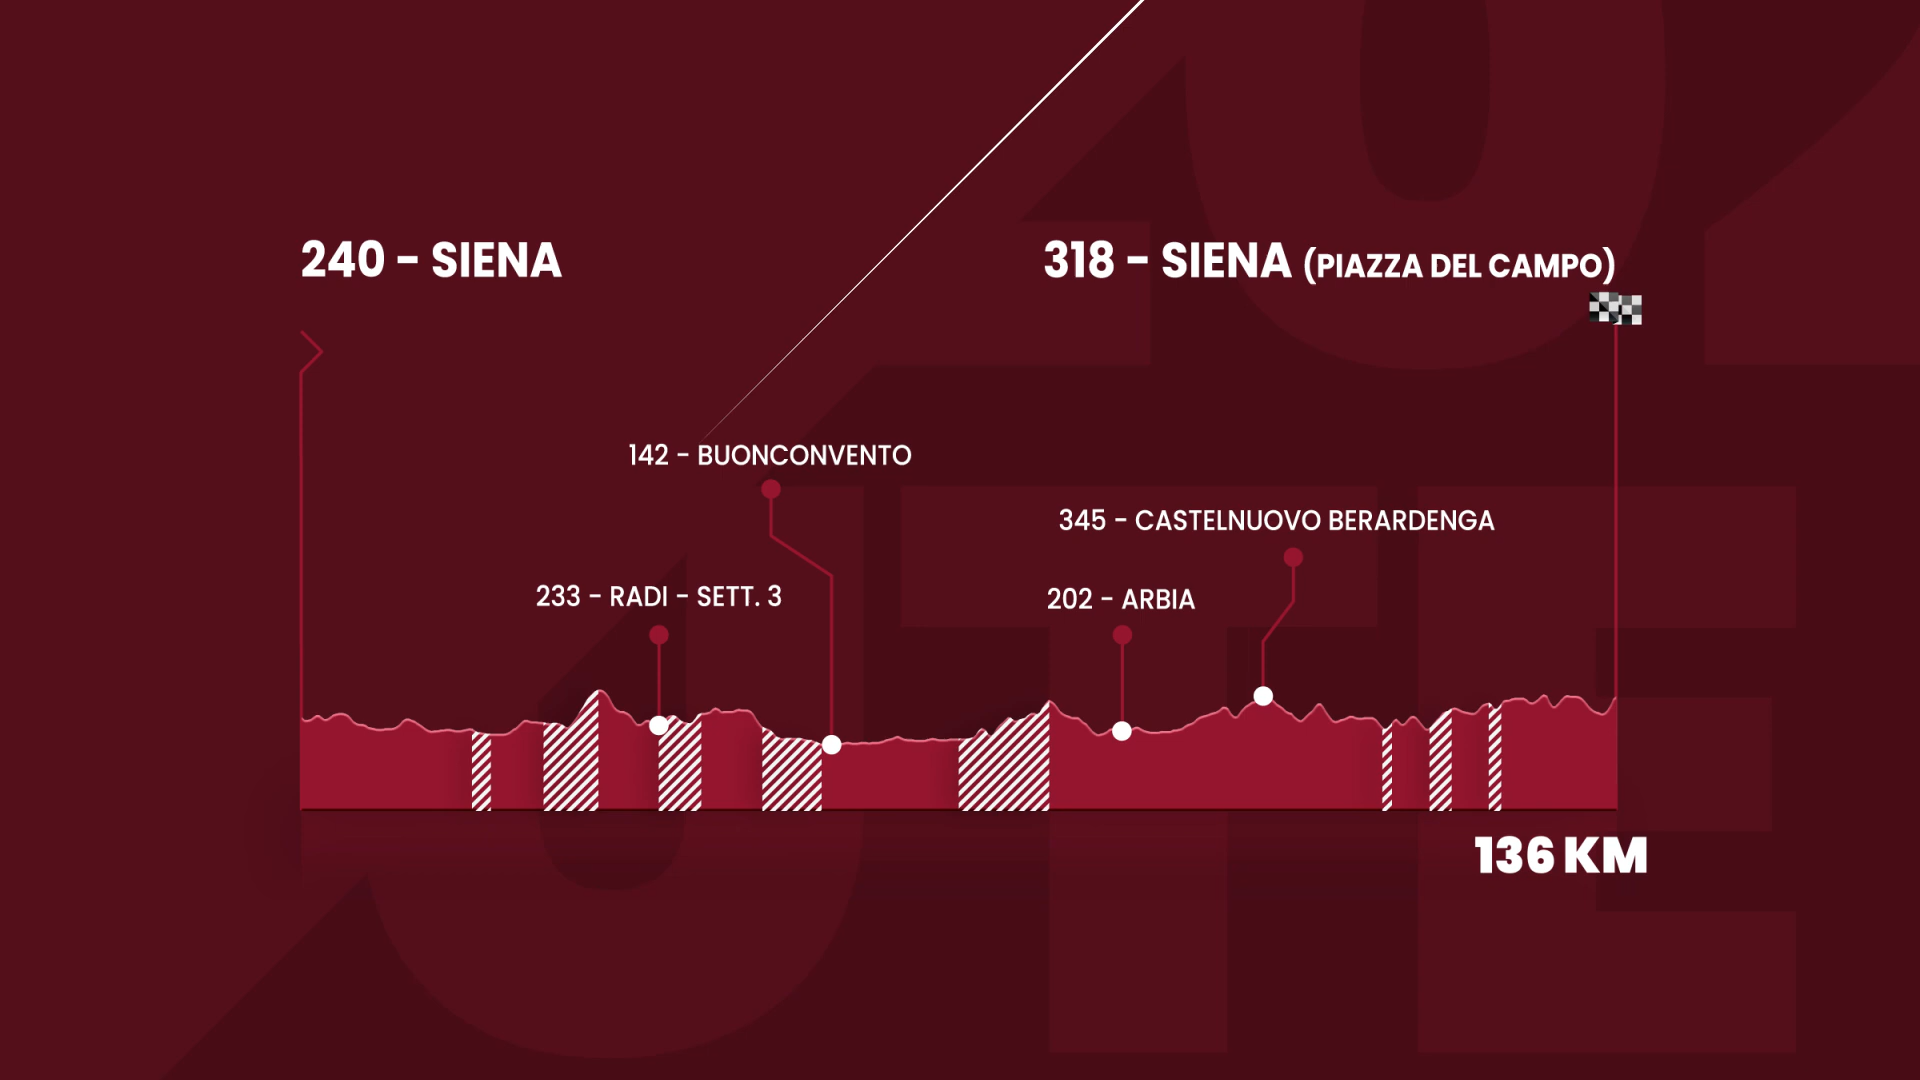 240 - SIENA
318 - SIENA (PIAZZA DEL CAMPO)
142 - BUONCONVENTO
345 - CASTELNUOVO BERARDENGA
233 - RADI - SETT. 3
202 - ARBIA
136 KM